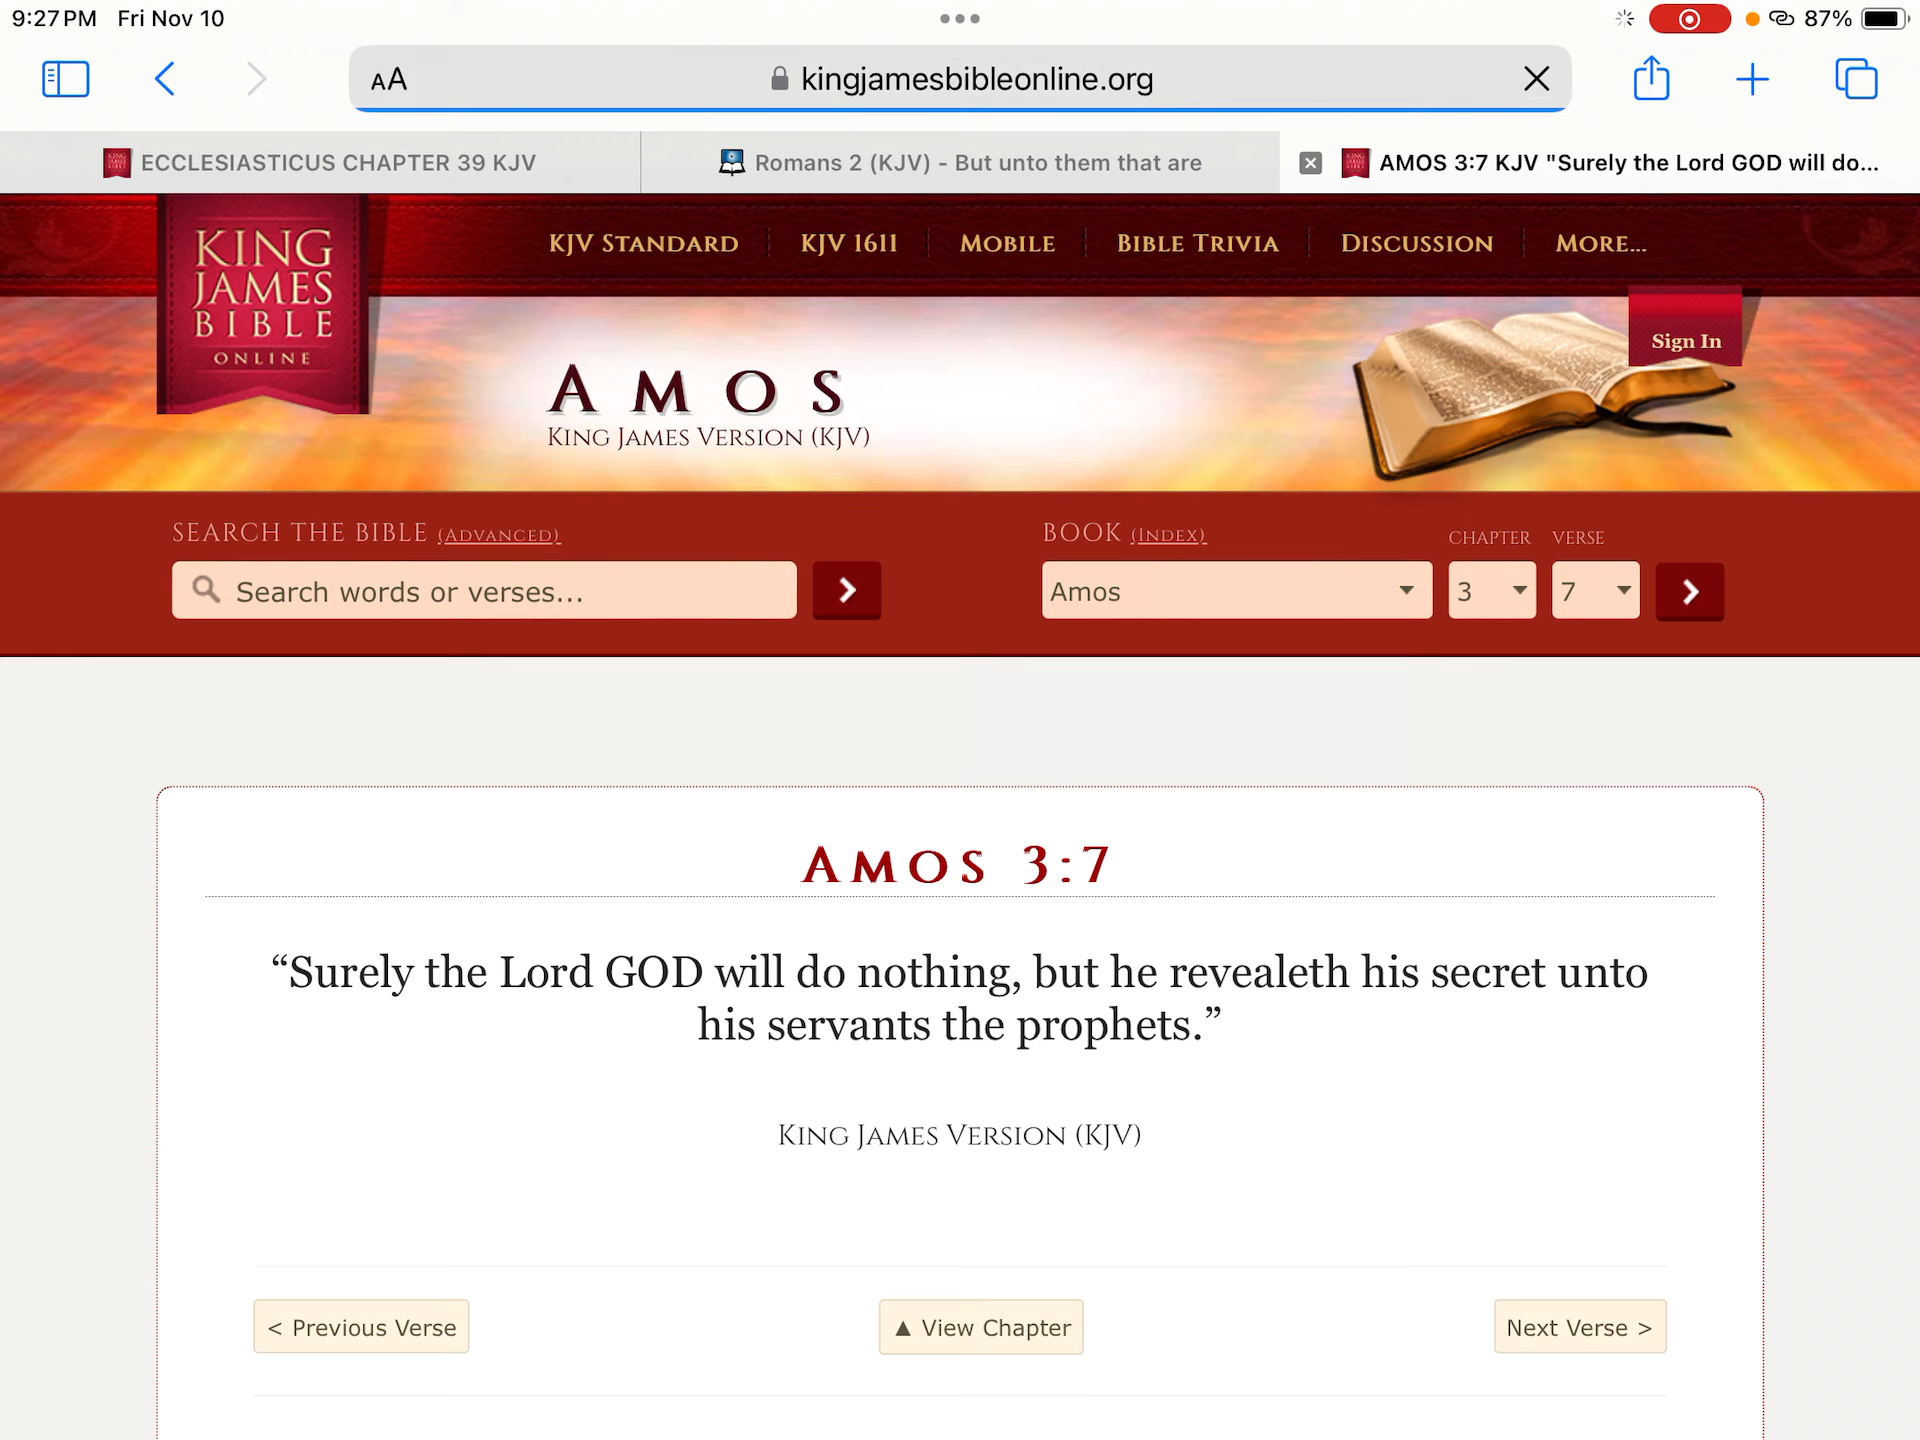 9:27 PM Fri Nov 10
87%
AA
kingjamesbibleonline.org
ECCLESIASTICUS CHAPTER 39 KJV
Romans 2 (KJV) - But unto them that are
AMOS 3:7 KJV "Surely the Lord GOD will do...
KING
JAMES
BIBLE
ONLINE
KJV STANDARD
KJV 1611
MOBILE
BIBLE TRIVIA
DISCUSSION
MORE...
Sign In
AMOS
KING JAMES VERSION (KJV)
SEARCH THE BIBLE (ADVANCED)
Search words or verses...
BOOK (INDEX)
CHAPTER
VERSE
Amos
3
7
AMOS 3:7
“Surely the Lord GOD will do nothing, but he revealeth his secret unto
his servants the prophets.”
KING JAMES VERSION (KJV)
< Previous Verse
▲ View Chapter
Next Verse >